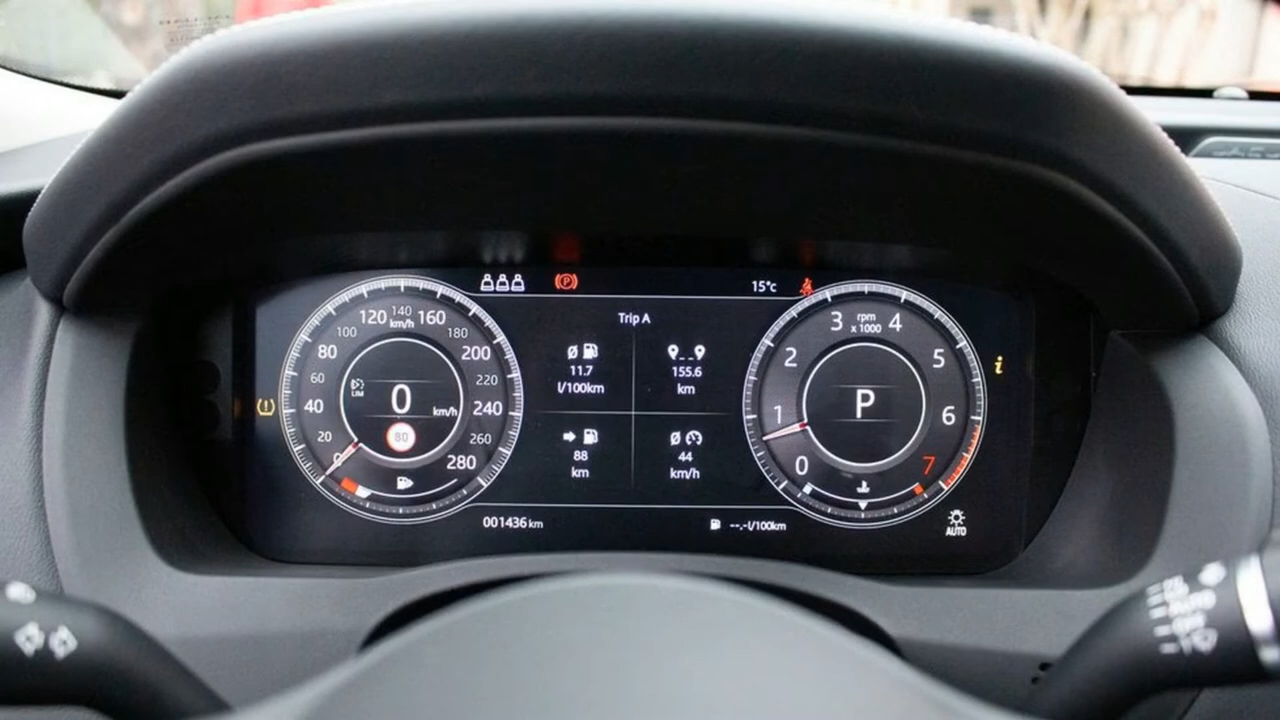 15°c
Trip A
11.7
l/100km
155.6
km
88
km
44
km/h
001436 km
--.-l/100km
0
20
40
60
80
100
120
140
160
180
200
220
240
260
280
km/h
LIM
0
km/h
80
0
1
2
3
4
5
6
7
rpm
x 1000
P
P
i
AUTO